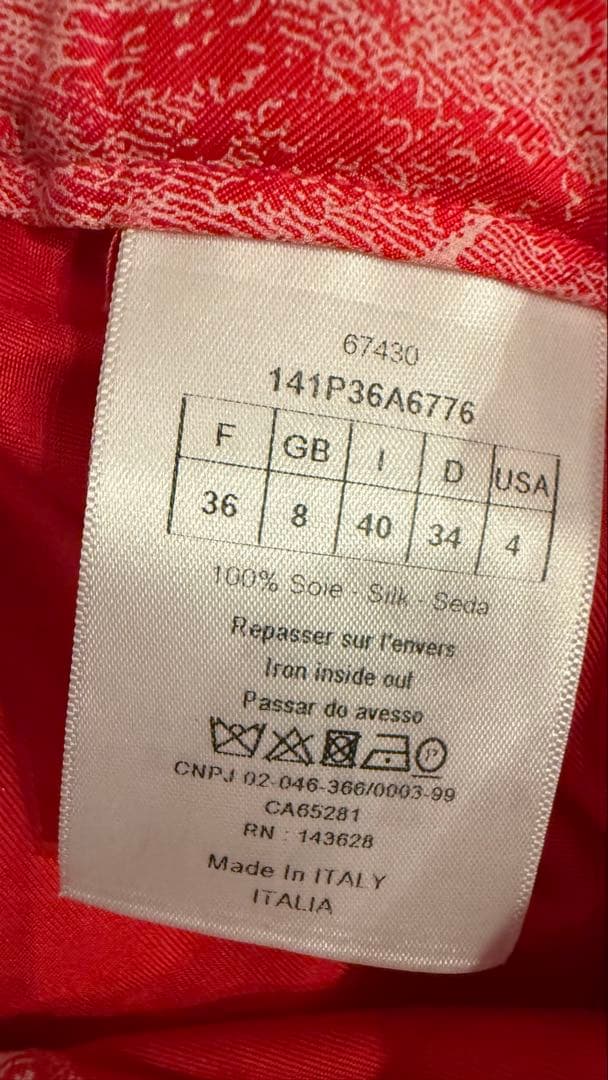 67430
141P36A6776
F GB I D USA
36 8 40 34 4
100% Soie - Silk - Seda
Repasser sur l'envers
Iron inside out
Passar do avesso
P
CNPJ 02-046-366/0003-99
CA65281
RN : 143628
Made In ITALY
ITALIA